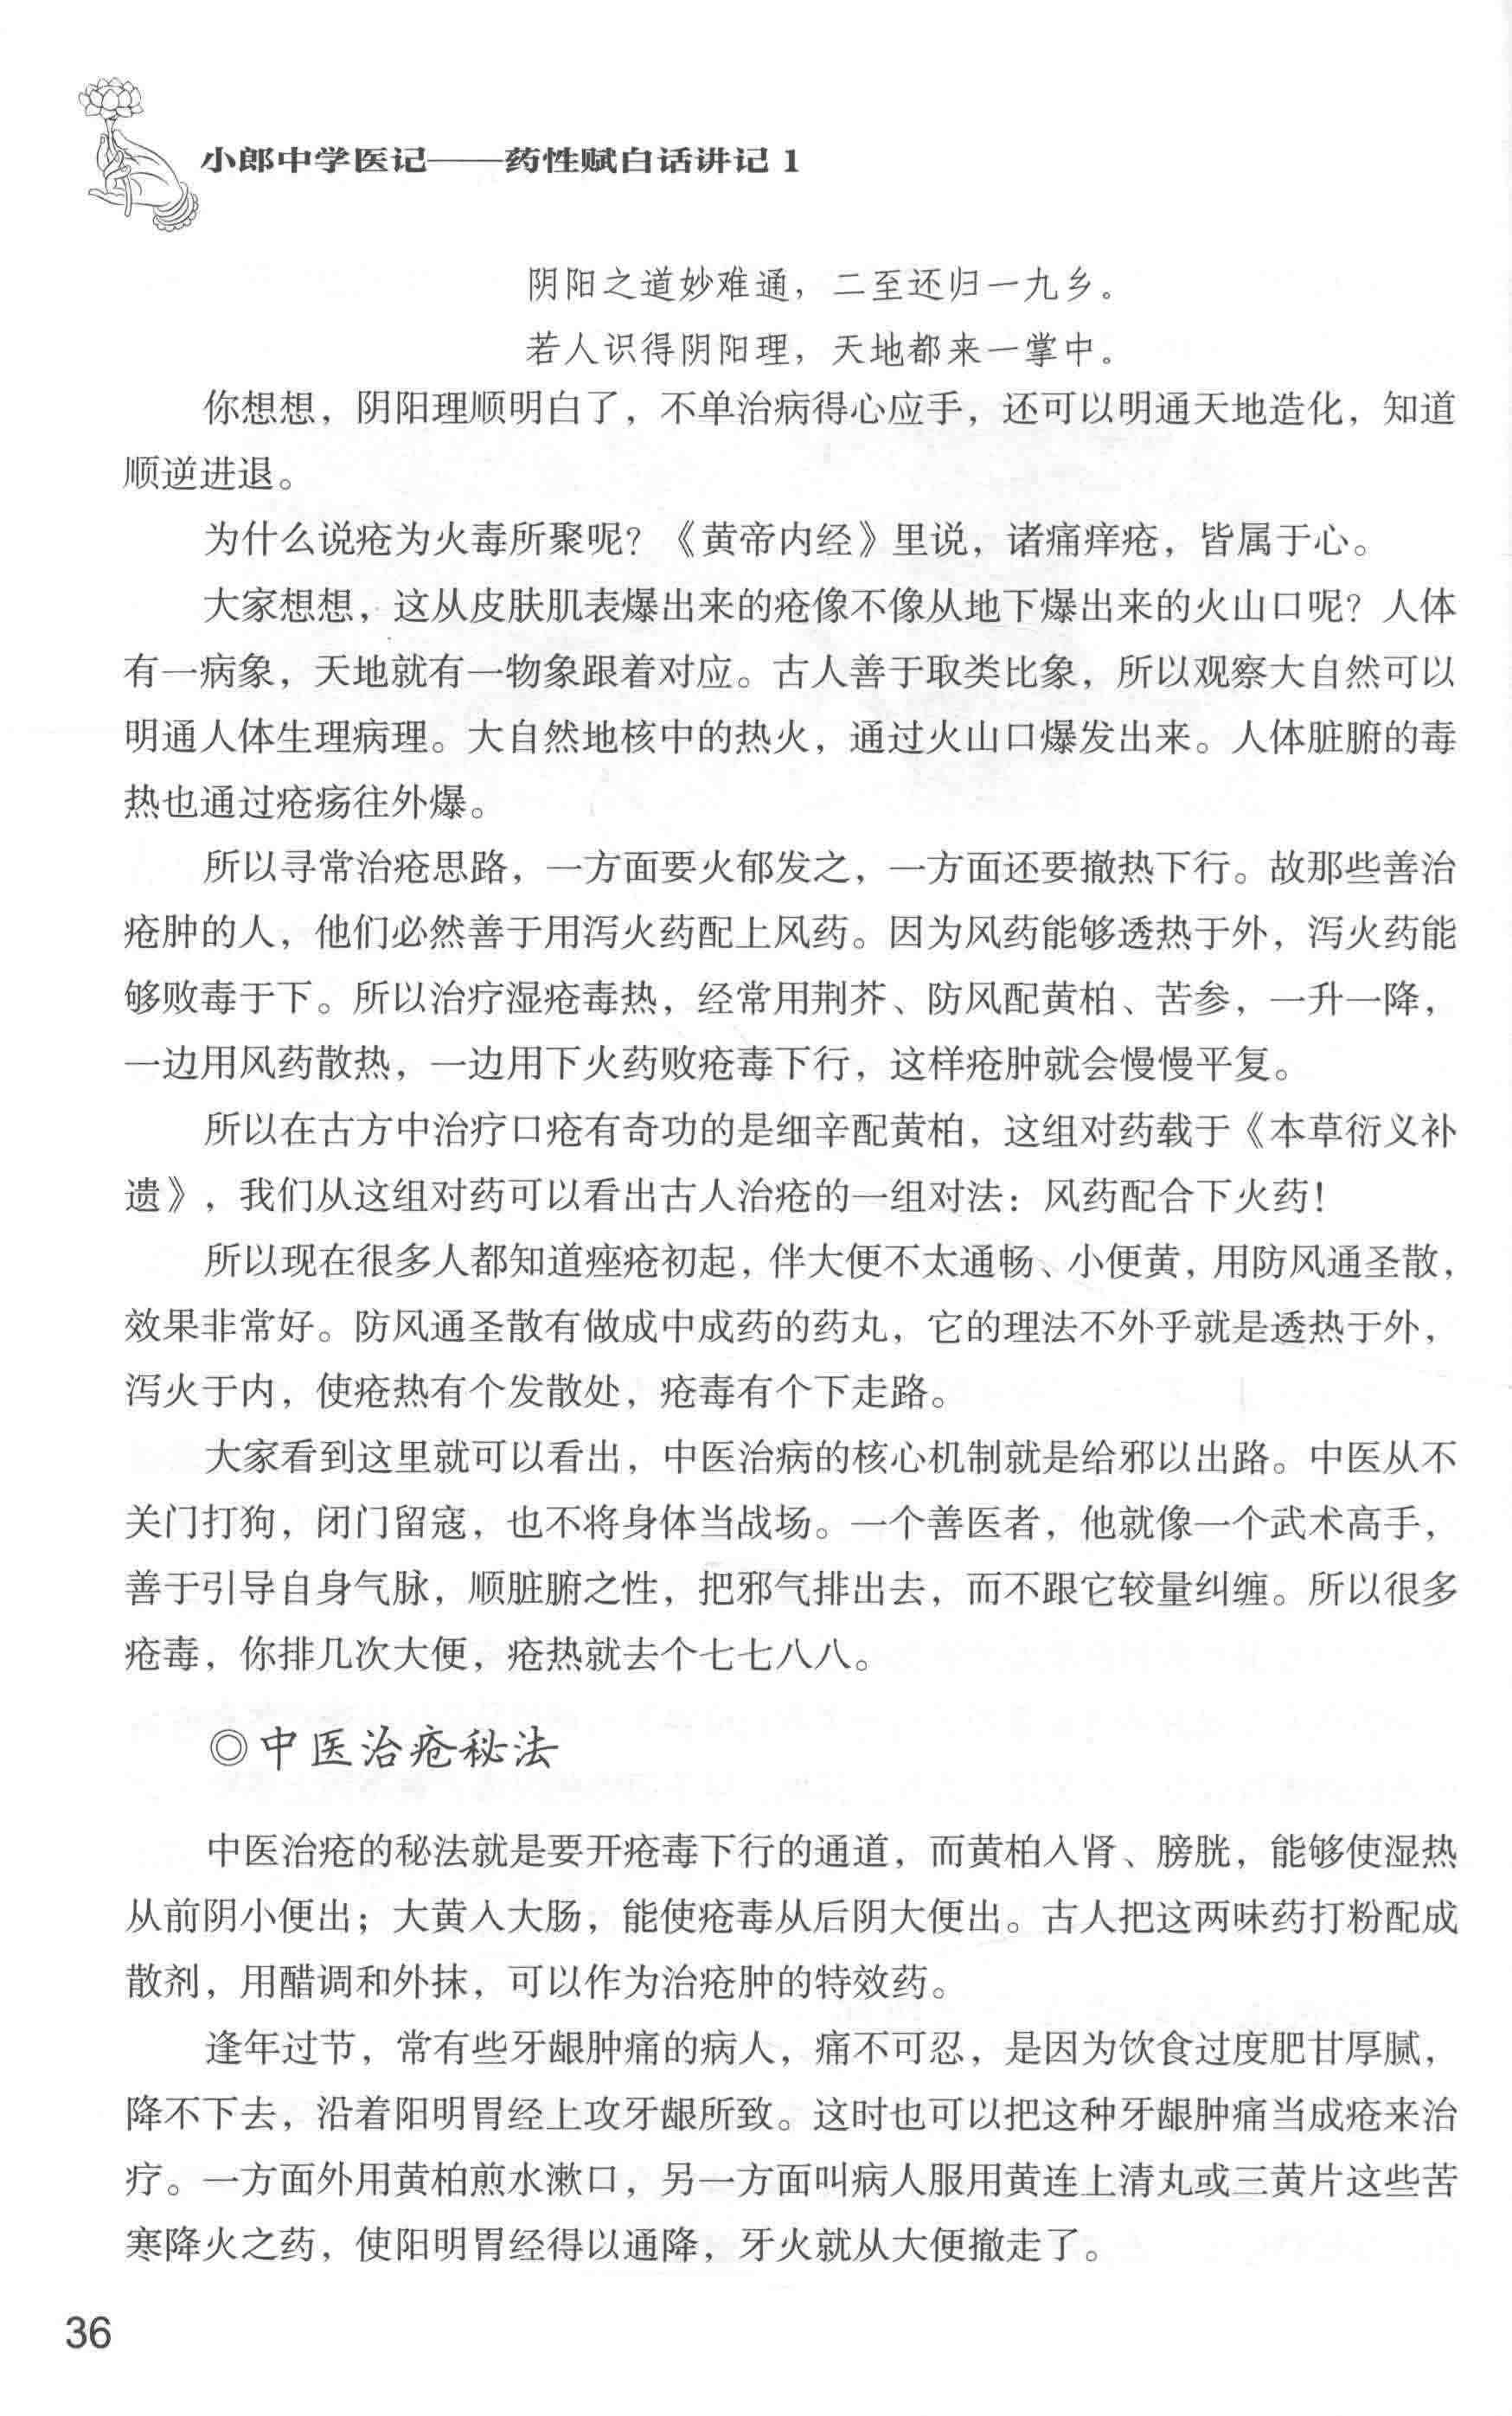 小郎中学医记——药性赋白话讲记 1
阴阳之道妙难通，二至还归一九乡。
若人识得阴阳理，天地都来一掌中。
你想想，阴阳理顺明白了，不单治病得心应手，还可以明通天地造化，知道
顺逆进退。
为什么说疮为火毒所聚呢？《黄帝内经》里说，诸痛痒疮，皆属于心。
大家想想，这从皮肤肌表爆出来的疮像不像从地下爆出来的火山口呢？人体
有一病象，天地就有一物象跟着对应。古人善于取类比象，所以观察大自然可以
明通人体生理病理。大自然地核中的热火，通过火山口爆发出来。人体脏腑的毒
热也通过疮疡往外爆。
所以寻常治疮思路，一方面要火郁发之，一方面还要撤热下行。故那些善治
疮肿的人，他们必然善于用泻火药配上风药。因为风药能够透热于外，泻火药能
够败毒于下。所以治疗湿疮毒热，经常用荆芥、防风配黄柏、苦参，一升一降，
一边用风药散热，一边用下火药败疮毒下行，这样疮肿就会慢慢平复。
所以在古方中治疗口疮有奇功的是细辛配黄柏，这组对药载于《本草衍义补
遗》，我们从这组对药可以看出古人治疮的一组对法：风药配合下火药！
所以现在很多人都知道痤疮初起，伴大便不太通畅、小便黄，用防风通圣散，
效果非常好。防风通圣散有做成中成药的药丸，它的理法不外乎就是透热于外，
泻火于内，使疮热有个发散处，疮毒有个下走路。
大家看到这里就可以看出，中医治病的核心机制就是给邪以出路。中医从不
关门打狗，闭门留寇，也不将身体当战场。一个善医者，他就像一个武术高手，
善于引导自身气脉，顺脏腑之性，把邪气排出去，而不跟它较量纠缠。所以很多
疮毒，你排几次大便，疮热就去个七七八八。
◎中医治疮秘法
中医治疮的秘法就是要开疮毒下行的通道，而黄柏入肾、膀胱，能够使湿热
从前阴小便出；大黄入大肠，能使疮毒从后阴大便出。古人把这两味药打粉配成
散剂，用醋调和外抹，可以作为治疮肿的特效药。
逢年过节，常有些牙龈肿痛的病人，痛不可忍，是因为饮食过度肥甘厚腻，
降不下去，沿着阳明胃经上攻牙龈所致。这时也可以把这种牙龈肿痛当成疮来治
疗。一方面外用黄柏煎水漱口，另一方面叫病人服用黄连上清丸或三黄片这些苦
寒降火之药，使阳明胃经得以通降，牙火就从大便撤走了。
36